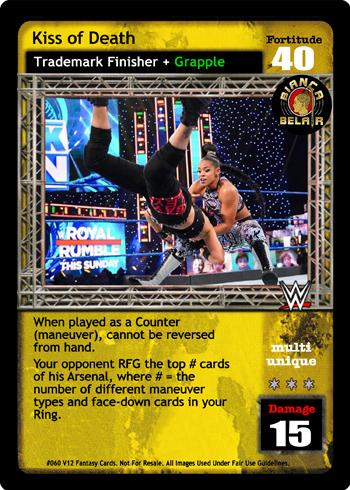 Kiss of Death
Fortitude
40
Trademark Finisher + Grapple
BIANCA
BELAIR
ROYAL
RUMBLE
THIS SUNDAY
When played as a Counter
(maneuver), cannot be reversed
from hand.
Your opponent RFG the top # cards
of his Arsenal, where # = the
number of different maneuver
types and face-down cards in your
Ring.
multi
unique
Damage
15
#060 V12 Fantasy Cards. Not For Resale. All Images Used Under Fair Use Guidelines.